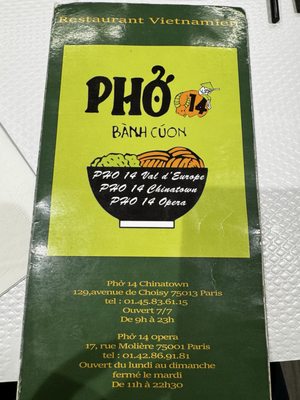 Restaurant Vietnamien
PHỞ 14
BÀNH CÚON
PHO 14 Val d'Europe
PHO 14 Chinatown
PHO 14 Opera
Phở 14 Chinatown
129,avenue de Choisy 75013 Paris
tel : 01.45.83.61.15
Ouvert 7/7
De 9h à 23h
Phở 14 opera
17, rue Molière 75001 Paris
tel : 01.42.86.91.81
Ouvert du lundi au dimanche
fermé le mardi
De 11h à 22h30